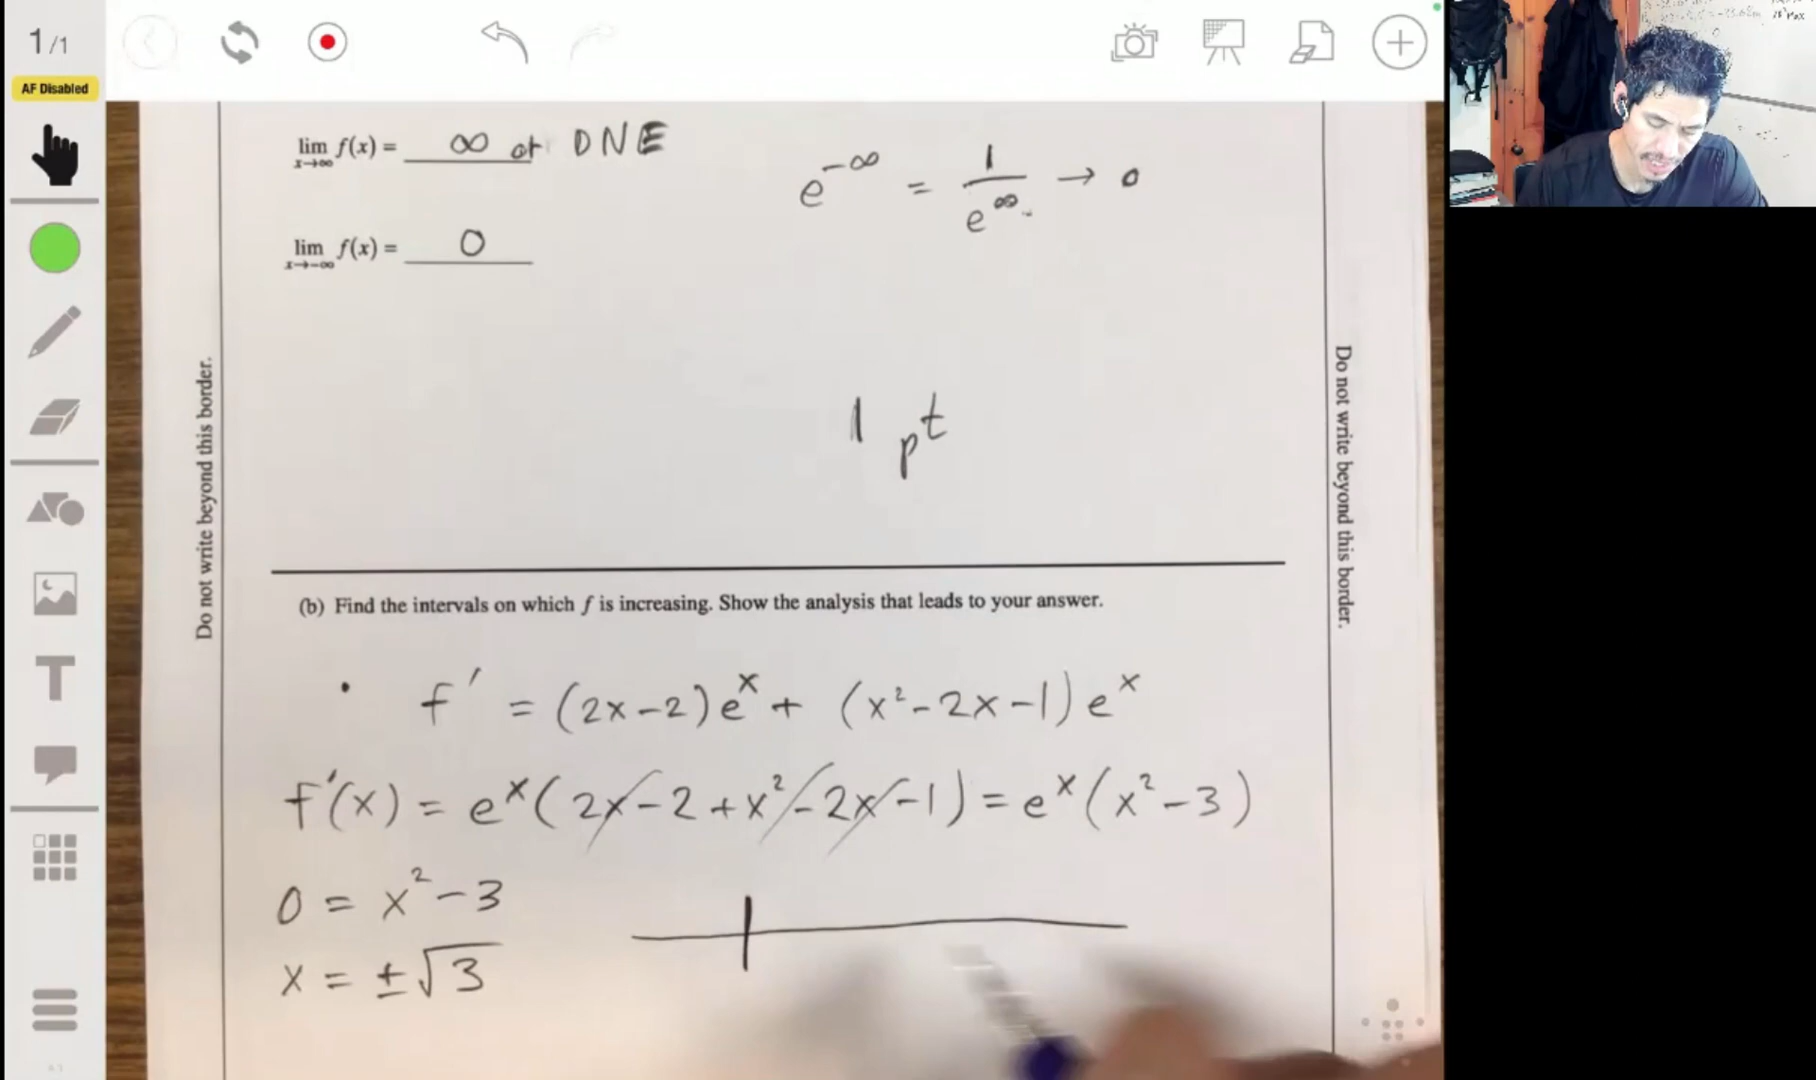 1/1
AF Disabled
lim f(x) = ∞ or DNE
x→∞
e^{-∞} = 1/e^{∞} → 0
lim f(x) = 0
x→-∞
1 pt
Do not write beyond this border.
Do not write beyond this border.
(b) Find the intervals on which f is increasing. Show the analysis that leads to your answer.
• f' = (2x-2)e^x + (x²-2x-1)e^x
f'(x) = e^x(2x-2+x²-2x-1) = e^x(x²-3)
0 = x²-3
x = ±√3
T